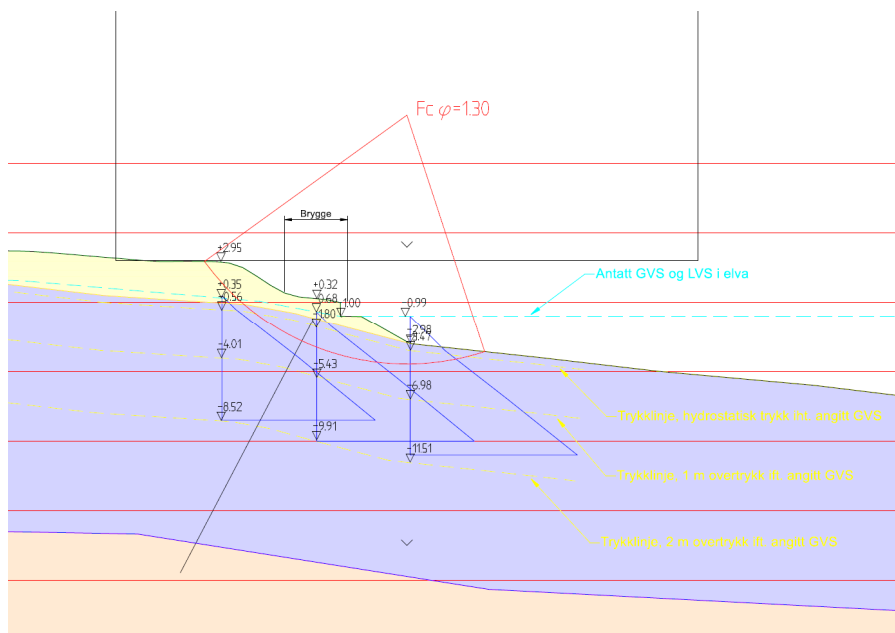 Fc φ=1.30
Brygge
+2.95
Antatt GVS og LVS i elva
+0.35
+0.32
-0.56
-0.68
-1.00
-0.99
-1.80
-2.98
-3.47
-4.01
-5.43
-6.98
Trykklinje, hydrostatisk trykk iht. angitt GVS
-8.52
-9.91
-11.51
Trykklinje, 1 m overtrykk ift. angitt GVS
Trykklinje, 2 m overtrykk ift. angitt GVS